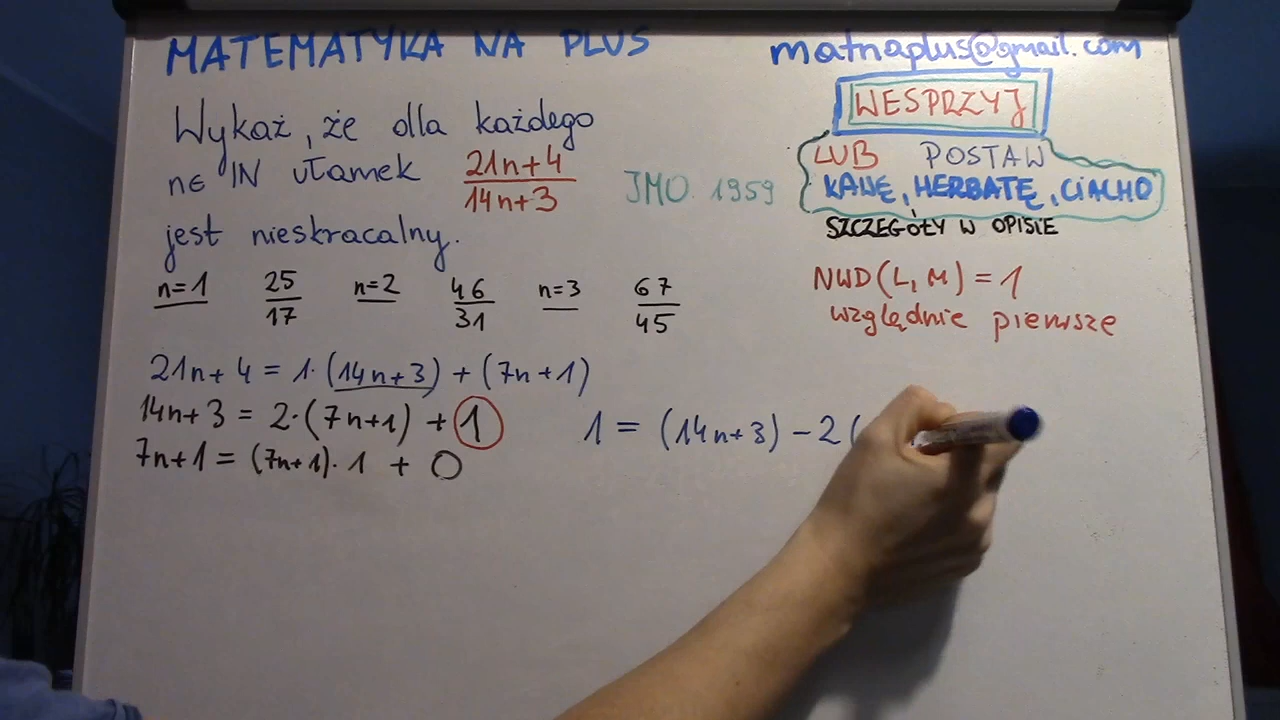 MATEMATYKA NA PLUS
matnaplus@gmail.com
WESPRZYJ
LUB POSTAW
KAWĘ, HERBATĘ, CIACHO
SZCZEGÓŁY W OPISIE
Wykaż, że dla każdego
n∈ℕ ułamek (21n+4)/(14n+3)
JMO 1959
jest nieskracalny.
n=1 25/17 n=2 46/31 n=3 67/45
NWD(L, M) = 1
względnie pierwsze
21n+4 = 1·(14n+3) + (7n+1)
14n+3 = 2·(7n+1) + 1
7n+1 = (7n+1)·1 + 0
1 = (14n+3) − 2(